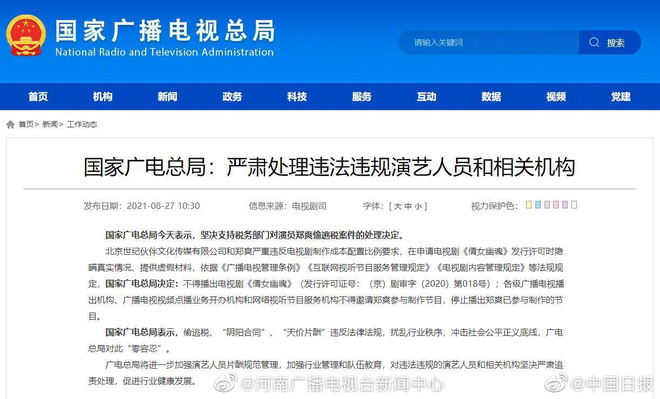 国家广播电视总局
National Radio and Television Administration
请输入关键词
搜索
首页 机构 新闻 政务 科技 服务 互动 数据 视频 党建
首页> 新闻> 工作动态
国家广电总局：严肃处理违法违规演艺人员和相关机构
发布日期：2021-08-27 10:30 信息来源：电视剧司 字体：[ 大 中 小 ] 视力保护色：
国家广电总局今天表示，坚决支持税务部门对演员郑爽偷逃税案件的处理决定。
北京世纪伙伴文化传媒有限公司和郑爽严重违反电视剧制作成本配置比例要求，在申请电视剧《倩女幽魂》发行许可时隐
瞒真实情况、提供虚假材料，依据《广播电视管理条例》《互联网视听节目服务管理规定》《电视剧内容管理规定》等法规规
定，国家广电总局决定：不得播出电视剧《倩女幽魂》（发行许可证号：（京）剧审字（2020）第018号）；各级广播电视播
出机构、广播电视视频点播业务开办机构和网络视听节目服务机构不得邀请郑爽参与制作节目，停止播出郑爽已参与制作的节
目。
国家广电总局表示，偷逃税、“阴阳合同”、“天价片酬”违反法律法规，扰乱行业秩序，冲击社会公平正义底线，广电
总局对此“零容忍”。
广电总局将进一步加强演艺人员片酬规范管理，加强行业管理和队伍教育，对违法违规的演艺人员和相关机构坚决严肃追
责处理，促进行业健康发展。
@河南广播电视台新闻中心
@中国日报